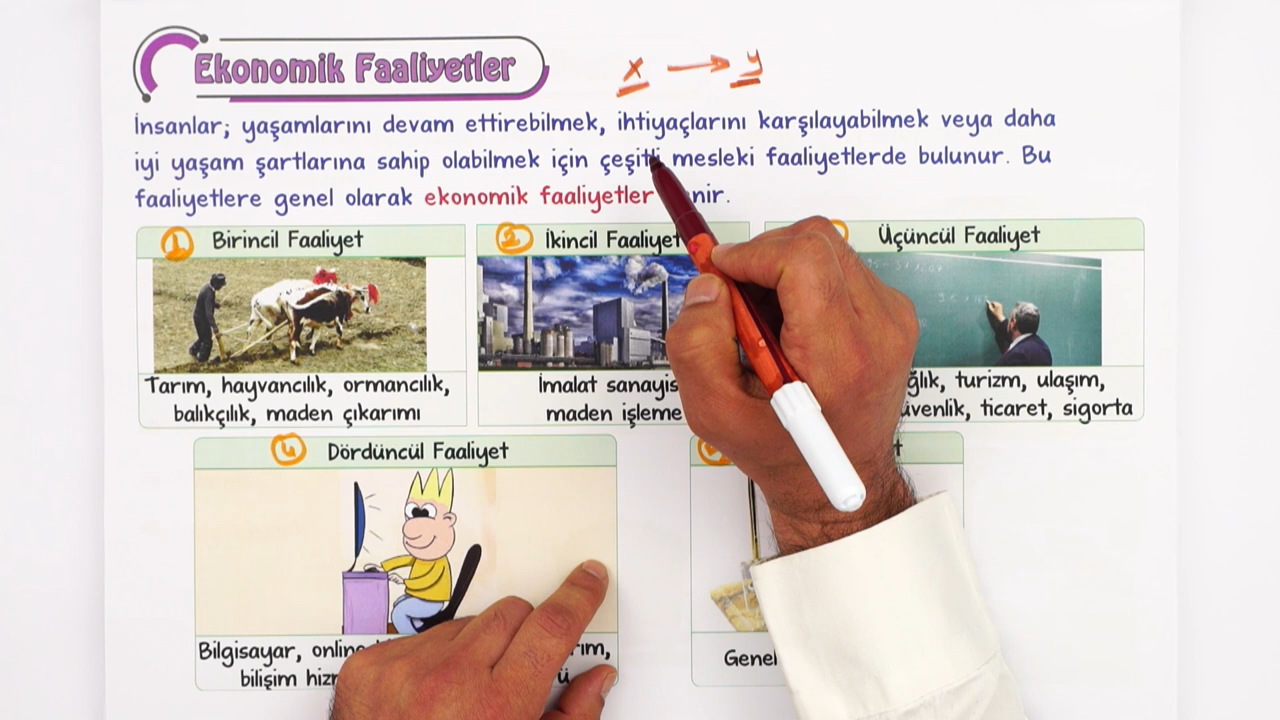 Ekonomik Faaliyetler
x → y
İnsanlar; yaşamlarını devam ettirebilmek, ihtiyaçlarını karşılayabilmek veya daha
iyi yaşam şartlarına sahip olabilmek için çeşitli mesleki faaliyetlerde bulunur. Bu
faaliyetlere genel olarak ekonomik faaliyetler
1 Birincil Faaliyet
Tarım, hayvancılık, ormancılık,
balıkçılık, maden çıkarımı
2 İkincil Faaliyet
İmalat
maden işleme
Üçüncül Faaliyet
turizm, ulaşım,
ticaret, sigorta
4 Dördüncül Faaliyet
Bilgisayar, online
bilişim
Genel